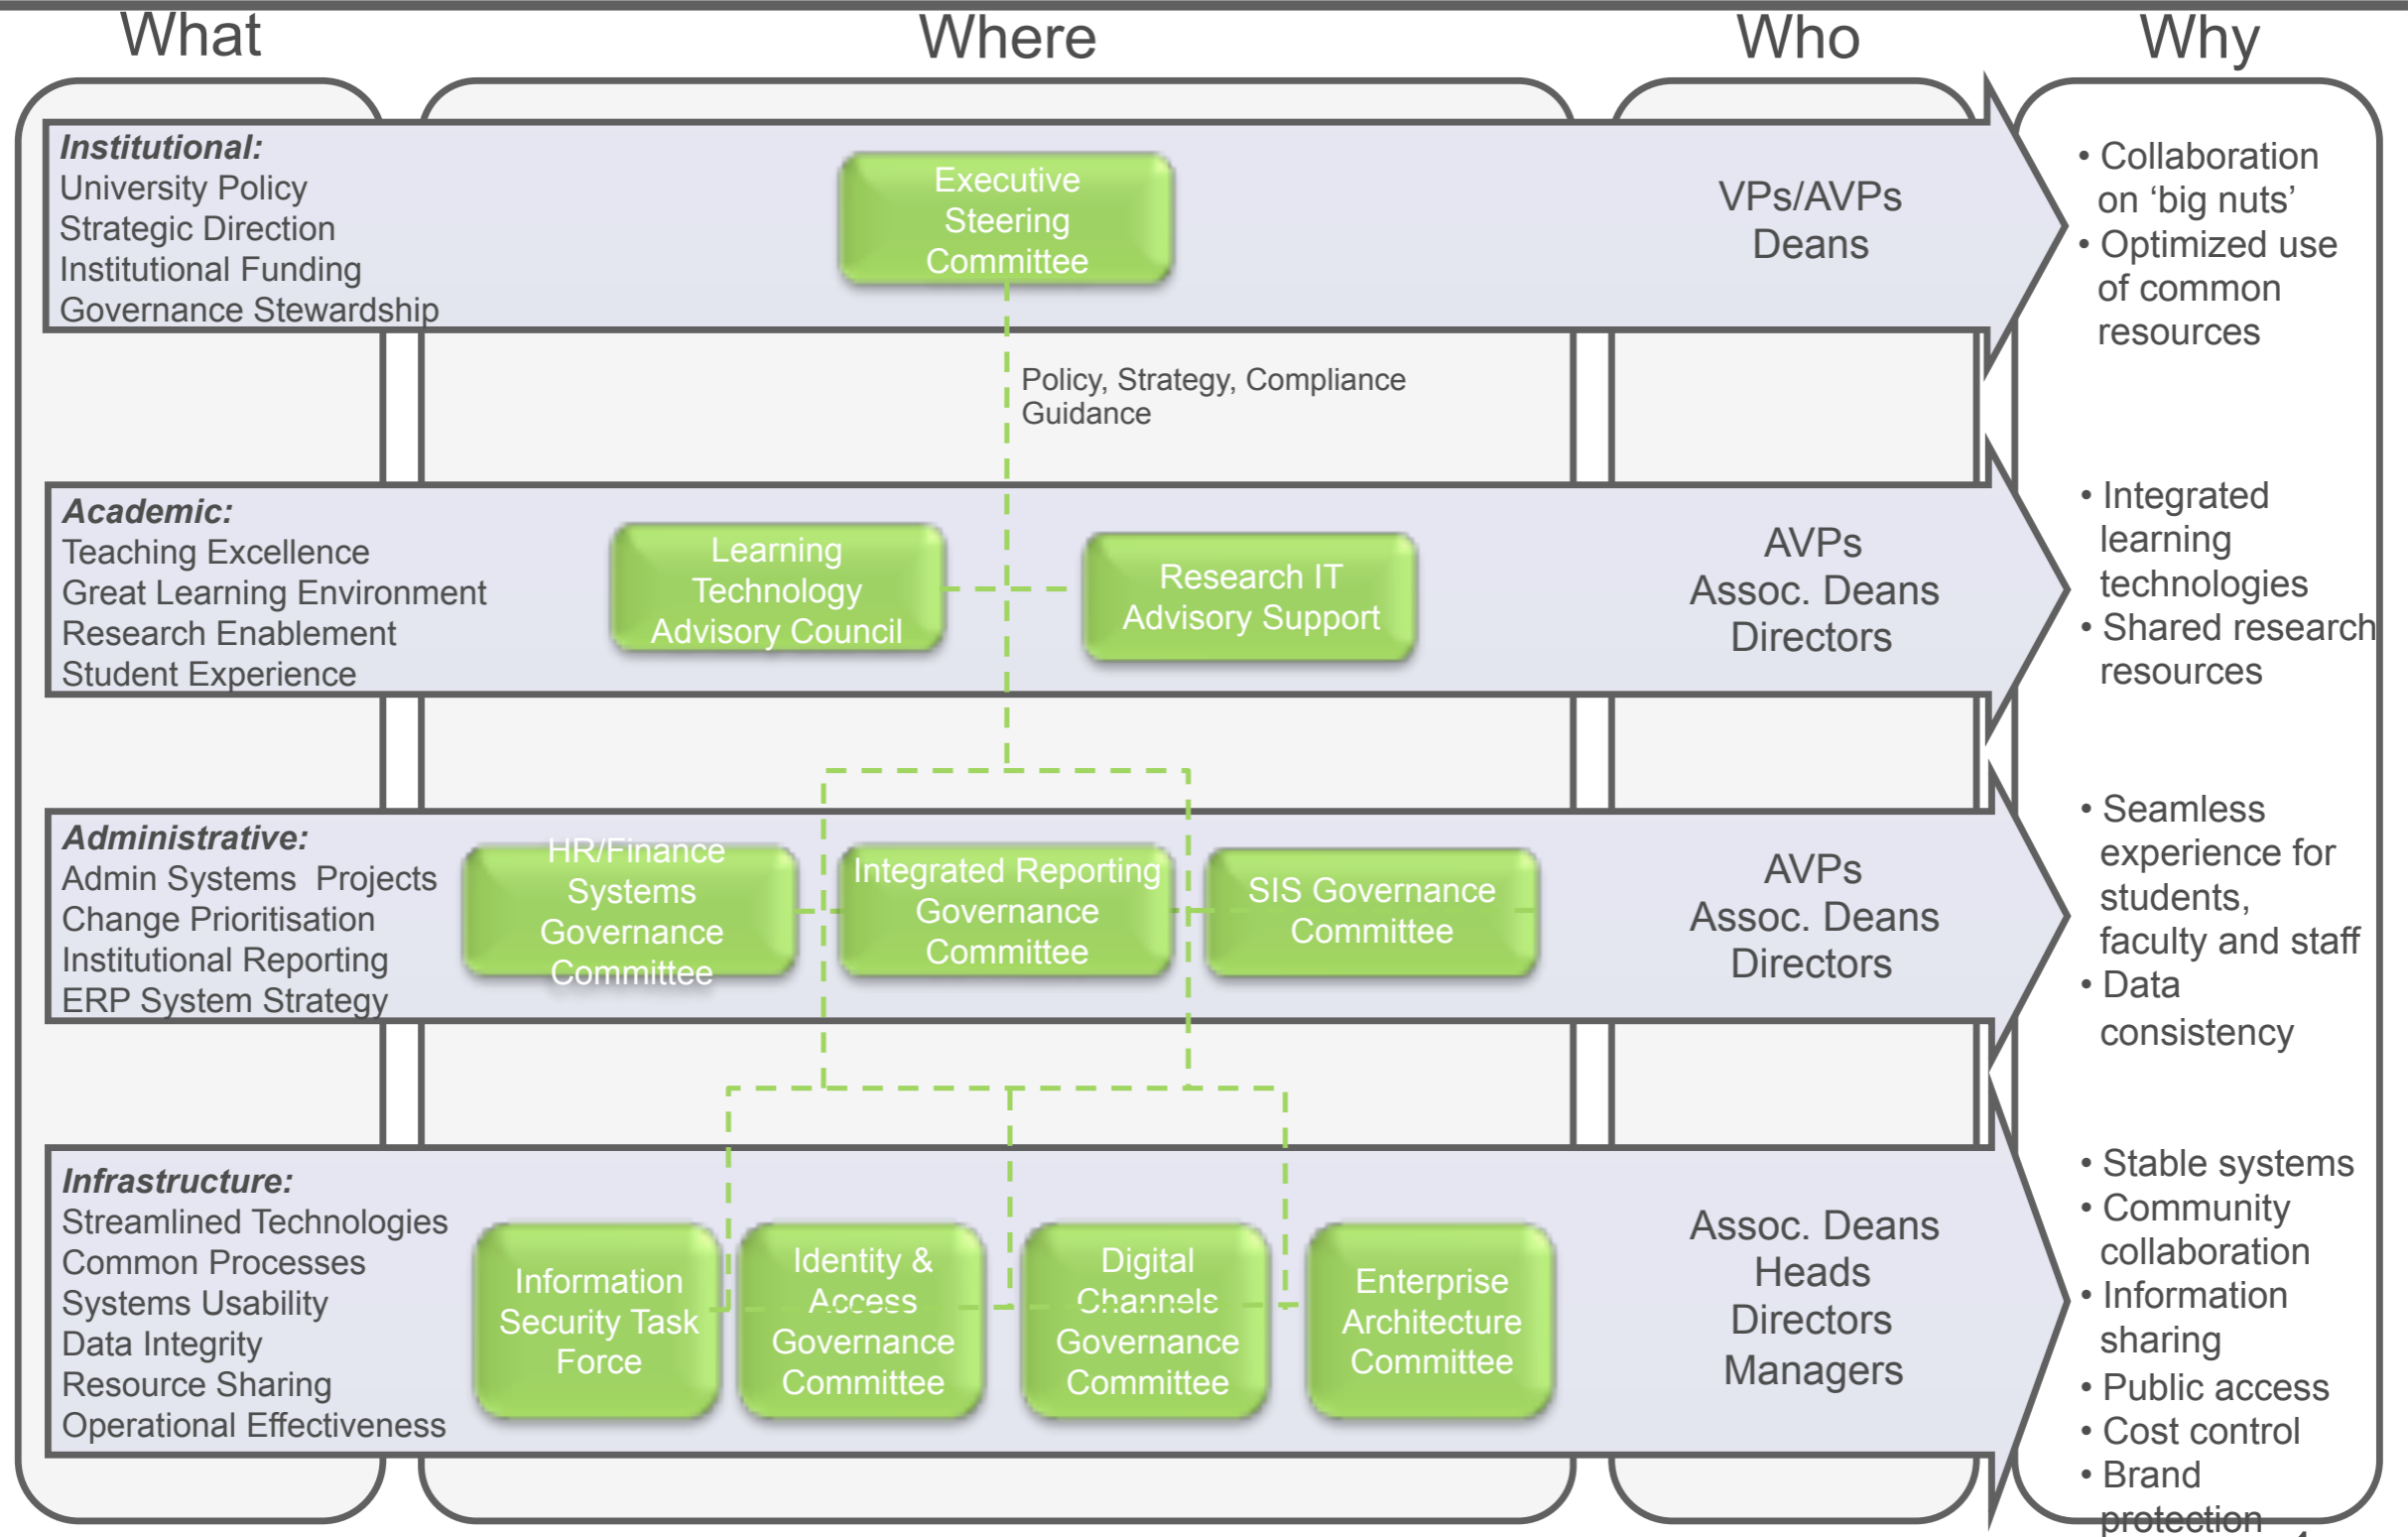 What
Where
Who
Why
Institutional:
University Policy
Strategic Direction
Institutional Funding
Governance Stewardship
Executive
Steering
Committee
VPs/AVPs
Deans
• Collaboration
on ‘big nuts’
• Optimized use
of common
resources
Policy, Strategy, Compliance
Guidance
Academic:
Teaching Excellence
Great Learning Environment
Research Enablement
Student Experience
Learning
Technology
Advisory Council
Research IT
Advisory Support
AVPs
Assoc. Deans
Directors
• Integrated
learning
technologies
• Shared research
resources
Administrative:
Admin Systems  Projects
Change Prioritisation
Institutional Reporting
ERP System Strategy
HR/Finance
Systems
Governance
Committee
Integrated Reporting
Governance
Committee
SIS Governance
Committee
AVPs
Assoc. Deans
Directors
• Seamless
experience for
students,
faculty and staff
• Data
consistency
Infrastructure:
Streamlined Technologies
Common Processes
Systems Usability
Data Integrity
Resource Sharing
Operational Effectiveness
Information
Security Task
Force
Identity &
Access
Governance
Committee
Digital
Channels
Governance
Committee
Enterprise
Architecture
Committee
Assoc. Deans
Heads
Directors
Managers
• Stable systems
• Community
collaboration
• Information
sharing
• Public access
• Cost control
• Brand
protection